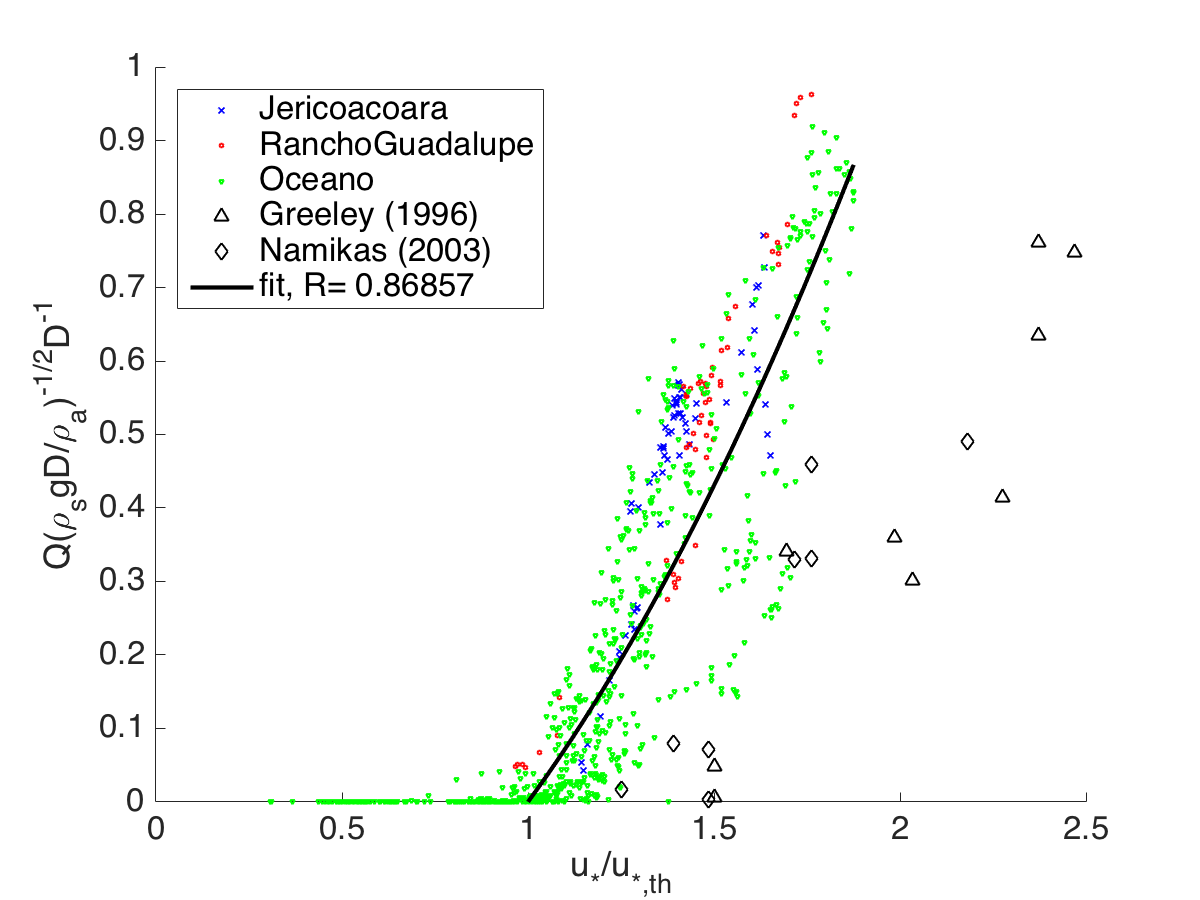 1
0.9
0.8
0.7
0.6
0.5
0.4
0.3
0.2
0.1
0
Q(ρsgD/ρa)-1/2D-1
Jericoacoara
RanchoGuadalupe
Oceano
Greeley (1996)
Namikas (2003)
fit, R= 0.86857
0 0.5 1 1.5 2 2.5
u*/u*,th